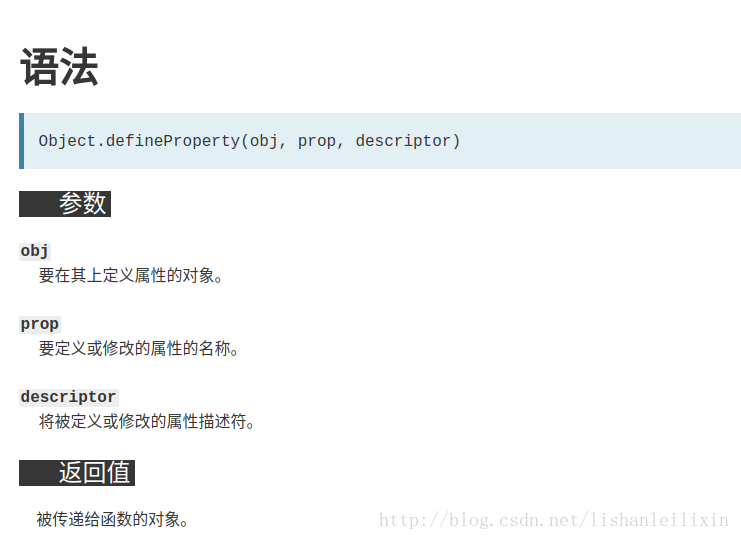 语法
Object.defineProperty(obj, prop, descriptor)
参数
obj
要在其上定义属性的对象。
prop
要定义或修改的属性的名称。
descriptor
将被定义或修改的属性描述符。
返回值
被传递给函数的对象。
http://blog.csdn.net/lishanleilixin